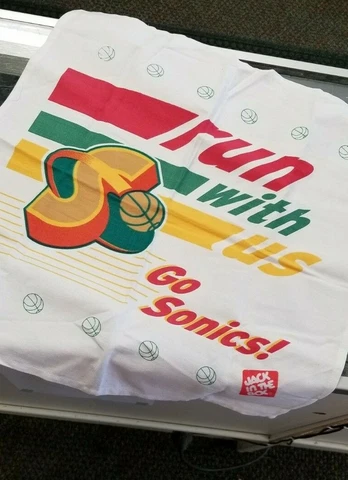 run
with
us
Go
Sonics!
JACK
IN THE
BOX